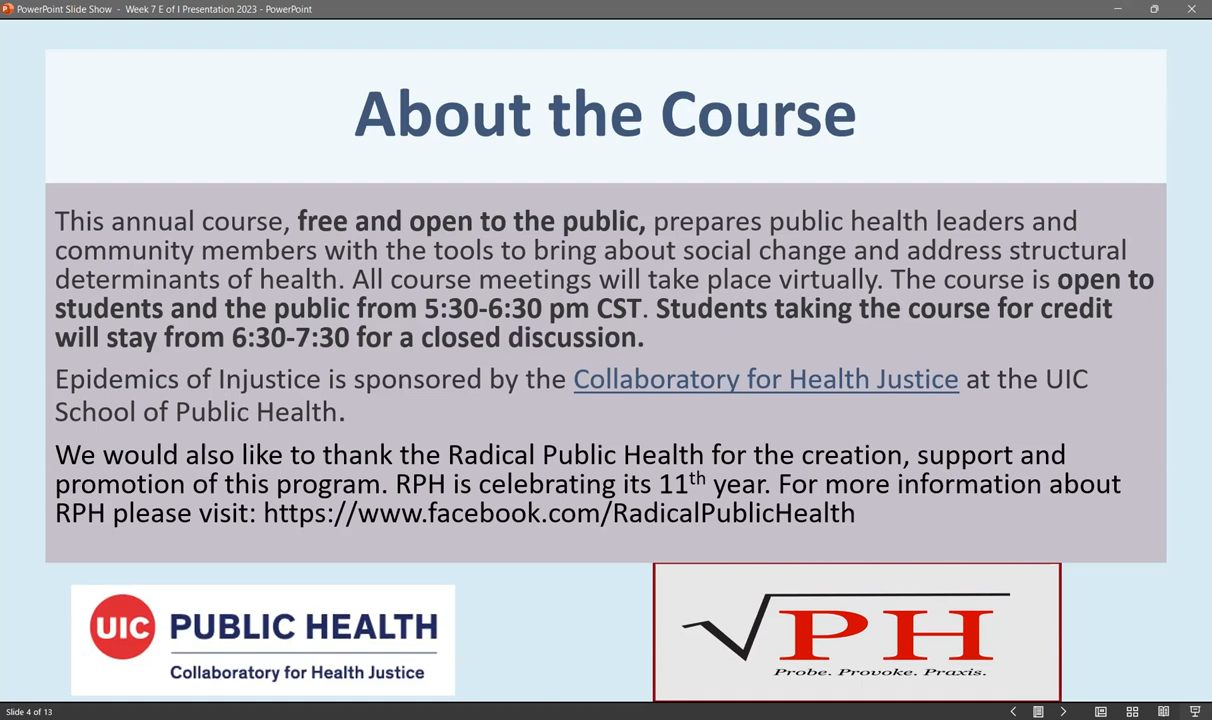 PowerPoint Slide Show - Week 7 E of I Presentation 2023 - PowerPoint
About the Course
This annual course, free and open to the public, prepares public health leaders and
community members with the tools to bring about social change and address structural
determinants of health. All course meetings will take place virtually. The course is open to
students and the public from 5:30-6:30 pm CST. Students taking the course for credit
will stay from 6:30-7:30 for a closed discussion.
Epidemics of Injustice is sponsored by the Collaboratory for Health Justice at the UIC
School of Public Health.
We would also like to thank the Radical Public Health for the creation, support and
promotion of this program. RPH is celebrating its 11th year. For more information about
RPH please visit: https://www.facebook.com/RadicalPublicHealth
UIC PUBLIC HEALTH
Collaboratory for Health Justice
√PH
Probe. Provoke. Praxis.
Slide 4 of 13